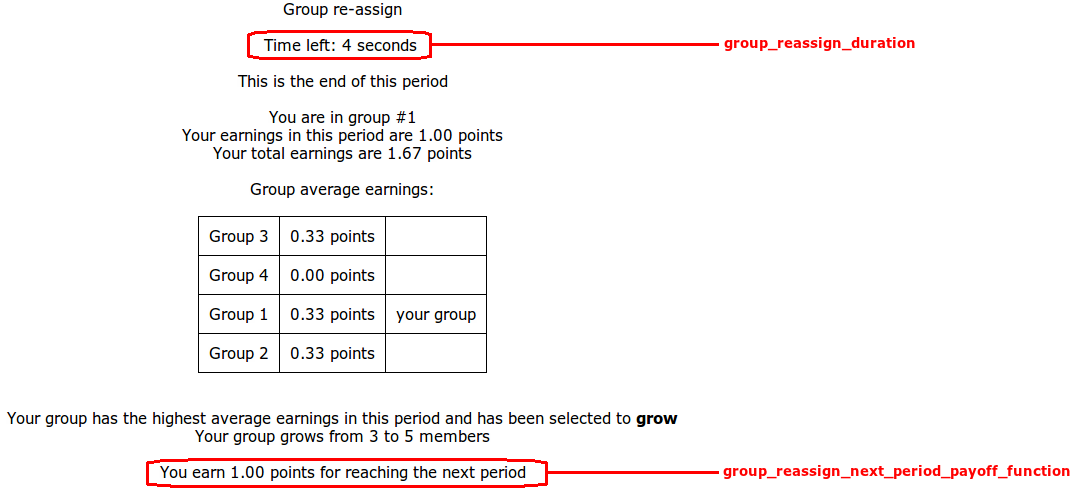 Group re-assign
Time left: 4 seconds
group_reassign_duration
This is the end of this period
You are in group #1
Your earnings in this period are 1.00 points
Your total earnings are 1.67 points
Group average earnings:
Group 3 0.33 points
Group 4 0.00 points
Group 1 0.33 points your group
Group 2 0.33 points
Your group has the highest average earnings in this period and has been selected to grow
Your group grows from 3 to 5 members
You earn 1.00 points for reaching the next period
group_reassign_next_period_payoff_function